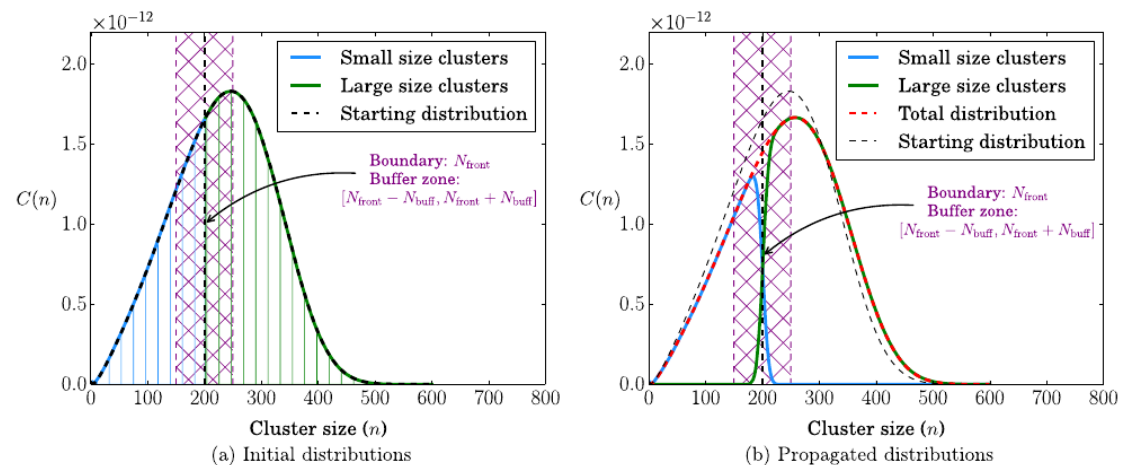 ×10⁻¹²
2.0
1.5
1.0
0.5
0.0
C(n)
0 100 200 300 400 500 600 700 800
Cluster size (n)
Small size clusters
Large size clusters
Starting distribution
Boundary: N_front
Buffer zone:
[N_front − N_buff, N_front + N_buff]
(a) Initial distributions
×10⁻¹²
2.0
1.5
1.0
0.5
0.0
C(n)
0 100 200 300 400 500 600 700 800
Cluster size (n)
Small size clusters
Large size clusters
Total distribution
Starting distribution
Boundary: N_front
Buffer zone:
[N_front − N_buff, N_front + N_buff]
(b) Propagated distributions